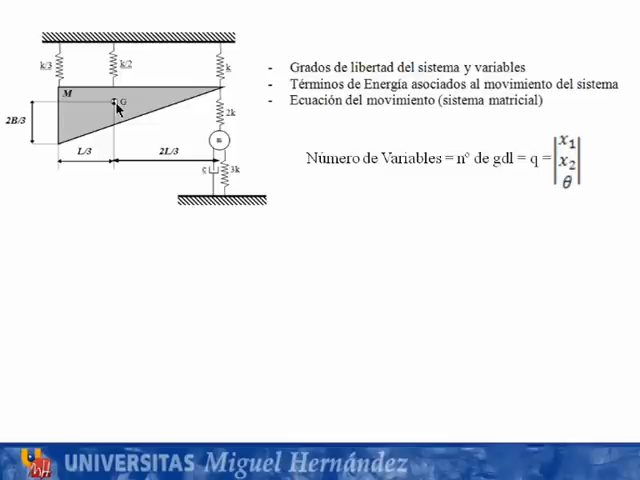 k/3 k/2 k
M
G
2k
2B/3
m
L/3 2L/3
c 3k
- Grados de libertad del sistema y variables
- Términos de Energía asociados al movimiento del sistema
- Ecuación del movimiento (sistema matricial)
Número de Variables = nº de gdl = q = |x₁ x₂ θ|
UNIVERSITAS Miguel Hernández